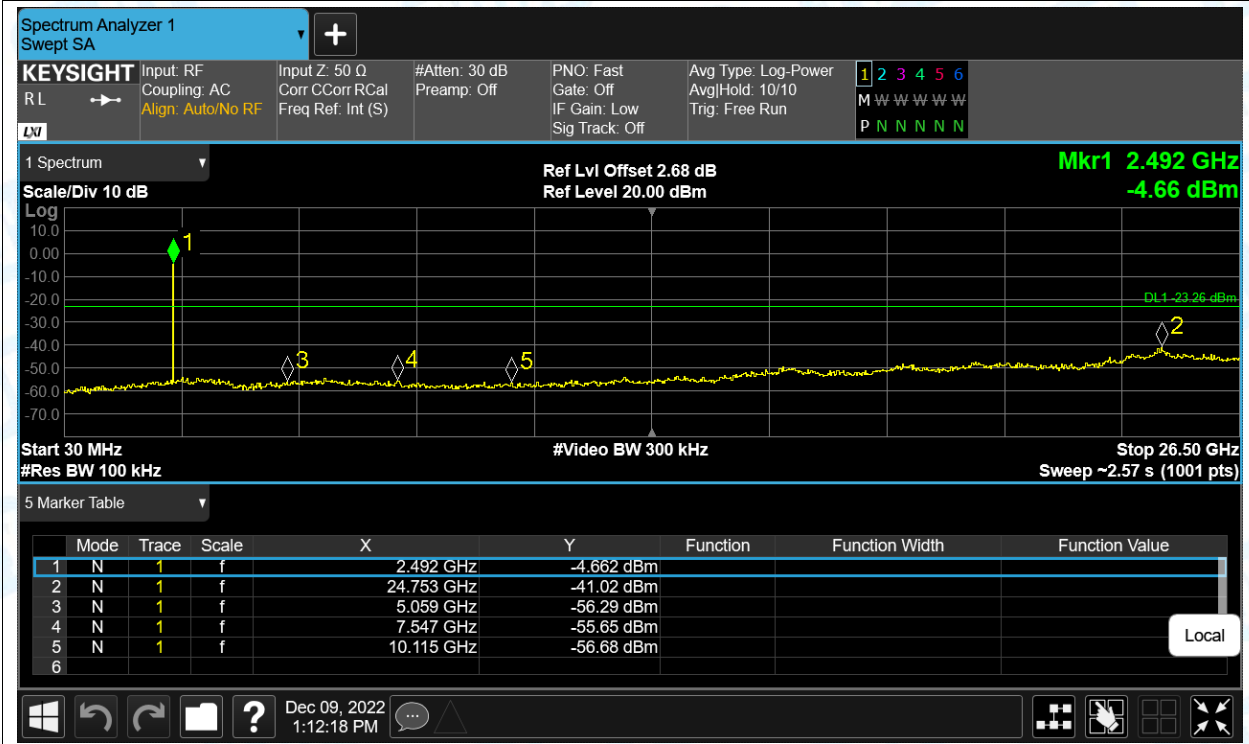 Spectrum Analyzer 1
Swept SA
+
KEYSIGHT
R L
LXI
Input: RF
Coupling: AC
Align: Auto/No RF
Input Z: 50 Ω
Corr CCorr RCal
Freq Ref: Int (S)
#Atten: 30 dB
Preamp: Off
PNO: Fast
Gate: Off
IF Gain: Low
Sig Track: Off
Avg Type: Log-Power
Avg|Hold: 10/10
Trig: Free Run
1 2 3 4 5 6
M W W W W W
P N N N N N
1 Spectrum
Scale/Div 10 dB
Ref Lvl Offset 2.68 dB
Ref Level 20.00 dBm
Mkr1 2.492 GHz
-4.66 dBm
Log
10.0
0.00
-10.0
-20.0
-30.0
-40.0
-50.0
-60.0
-70.0
1
DL1 -23.26 dBm
2
3
4
5
Start 30 MHz
#Video BW 300 kHz
Stop 26.50 GHz
#Res BW 100 kHz
Sweep ~2.57 s (1001 pts)
5 Marker Table
Mode Trace Scale X Y Function Function Width Function Value
1 N 1 f 2.492 GHz -4.662 dBm
2 N 1 f 24.753 GHz -41.02 dBm
3 N 1 f 5.059 GHz -56.29 dBm
4 N 1 f 7.547 GHz -55.65 dBm
5 N 1 f 10.115 GHz -56.68 dBm
6
Local
?
Dec 09, 2022
1:12:18 PM